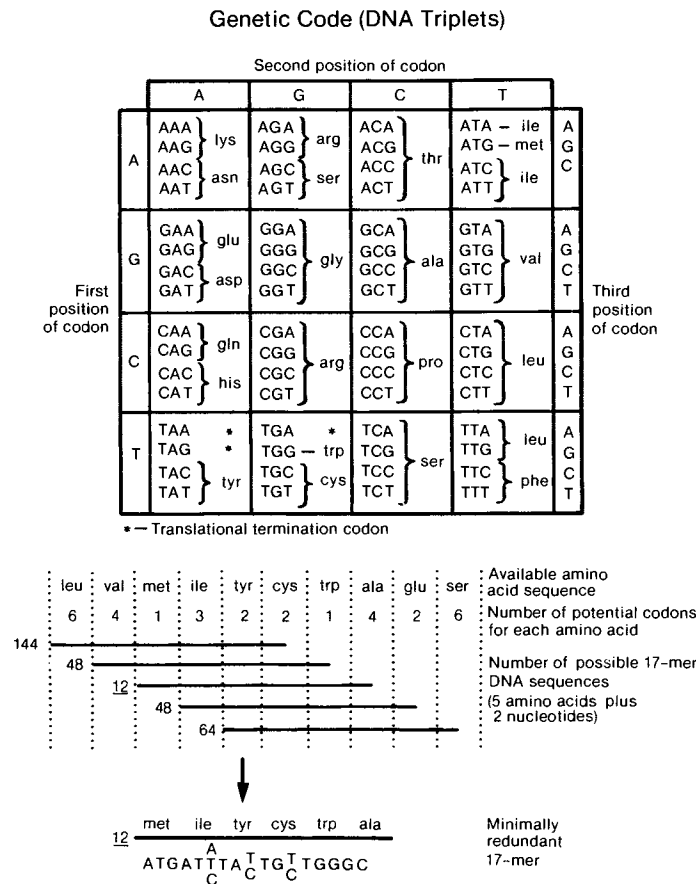 Genetic Code (DNA Triplets)
Second position of codon
A G C T
A
AAA
AAG
lys
AAC
AAT
asn
AGA
AGG
arg
AGC
AGT
ser
ACA
ACG
ACC
ACT
thr
ATA – ile
ATG – met
ATC
ATT
ile
A
G
C
G
GAA
GAG
glu
GAC
GAT
asp
GGA
GGG
GGC
GGT
gly
GCA
GCG
GCC
GCT
ala
GTA
GTG
GTC
GTT
val
A
G
C
T
First
position
of codon
Third
position
of codon
C
CAA
CAG
gln
CAC
CAT
his
CGA
CGG
CGC
CGT
arg
CCA
CCG
CCC
CCT
pro
CTA
CTG
CTC
CTT
leu
A
G
C
T
T
TAA *
TAG *
TAC
TAT
tyr
TGA *
TGG – trp
TGC
TGT
cys
TCA
TCG
TCC
TCT
ser
TTA
TTG
leu
TTC
TTT
phe
A
G
C
T
* – Translational termination codon
leu val met ile tyr cys trp ala glu ser
Available amino
acid sequence
6 4 1 3 2 2 1 4 2 6
Number of potential codons
for each amino acid
144
48
12
48
64
Number of possible 17-mer
DNA sequences
(5 amino acids plus
2 nucleotides)
met ile tyr cys trp ala
12
A
ATGATTTATTGTTGGGC
C C C
Minimally
redundant
17-mer